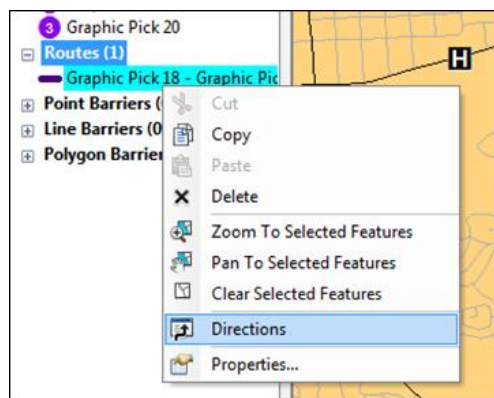 3 Graphic Pick 20
Routes (1)
Graphic Pick 18 - Graphic Pic
Point Barriers (
Line Barriers (0
Polygon Barrier
Cut
Copy
Paste
Delete
Zoom To Selected Features
Pan To Selected Features
Clear Selected Features
Directions
Properties...
H